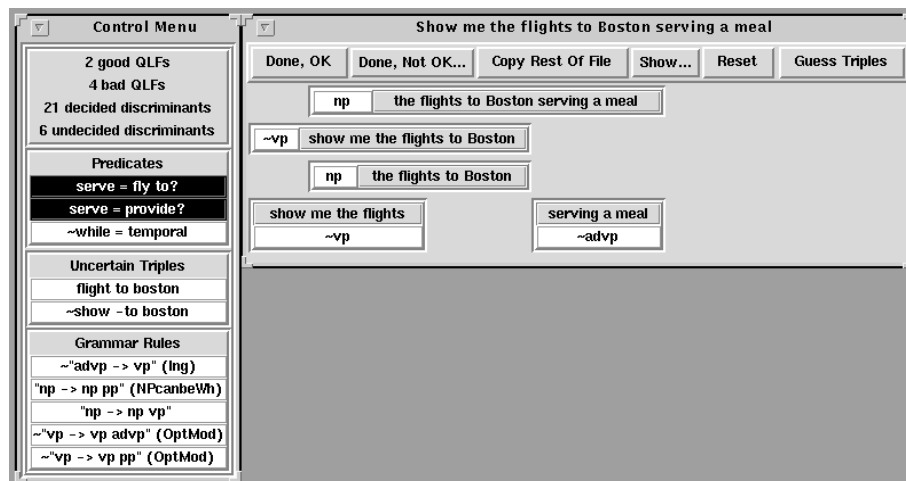 Control Menu
2 good QLFs
4 bad QLFs
21 decided discriminants
6 undecided discriminants
Predicates
serve = fly to?
serve = provide?
~while = temporal
Uncertain Triples
flight to boston
~show -to boston
Grammar Rules
~"advp -> vp" (Ing)
"np -> np pp" (NPcanbeWh)
"np -> np vp"
~"vp -> vp advp" (OptMod)
~"vp -> vp pp" (OptMod)
Show me the flights to Boston serving a meal
Done, OK Done, Not OK... Copy Rest Of File Show... Reset Guess Triples
np the flights to Boston serving a meal
~vp show me the flights to Boston
np the flights to Boston
show me the flights serving a meal
~vp ~advp